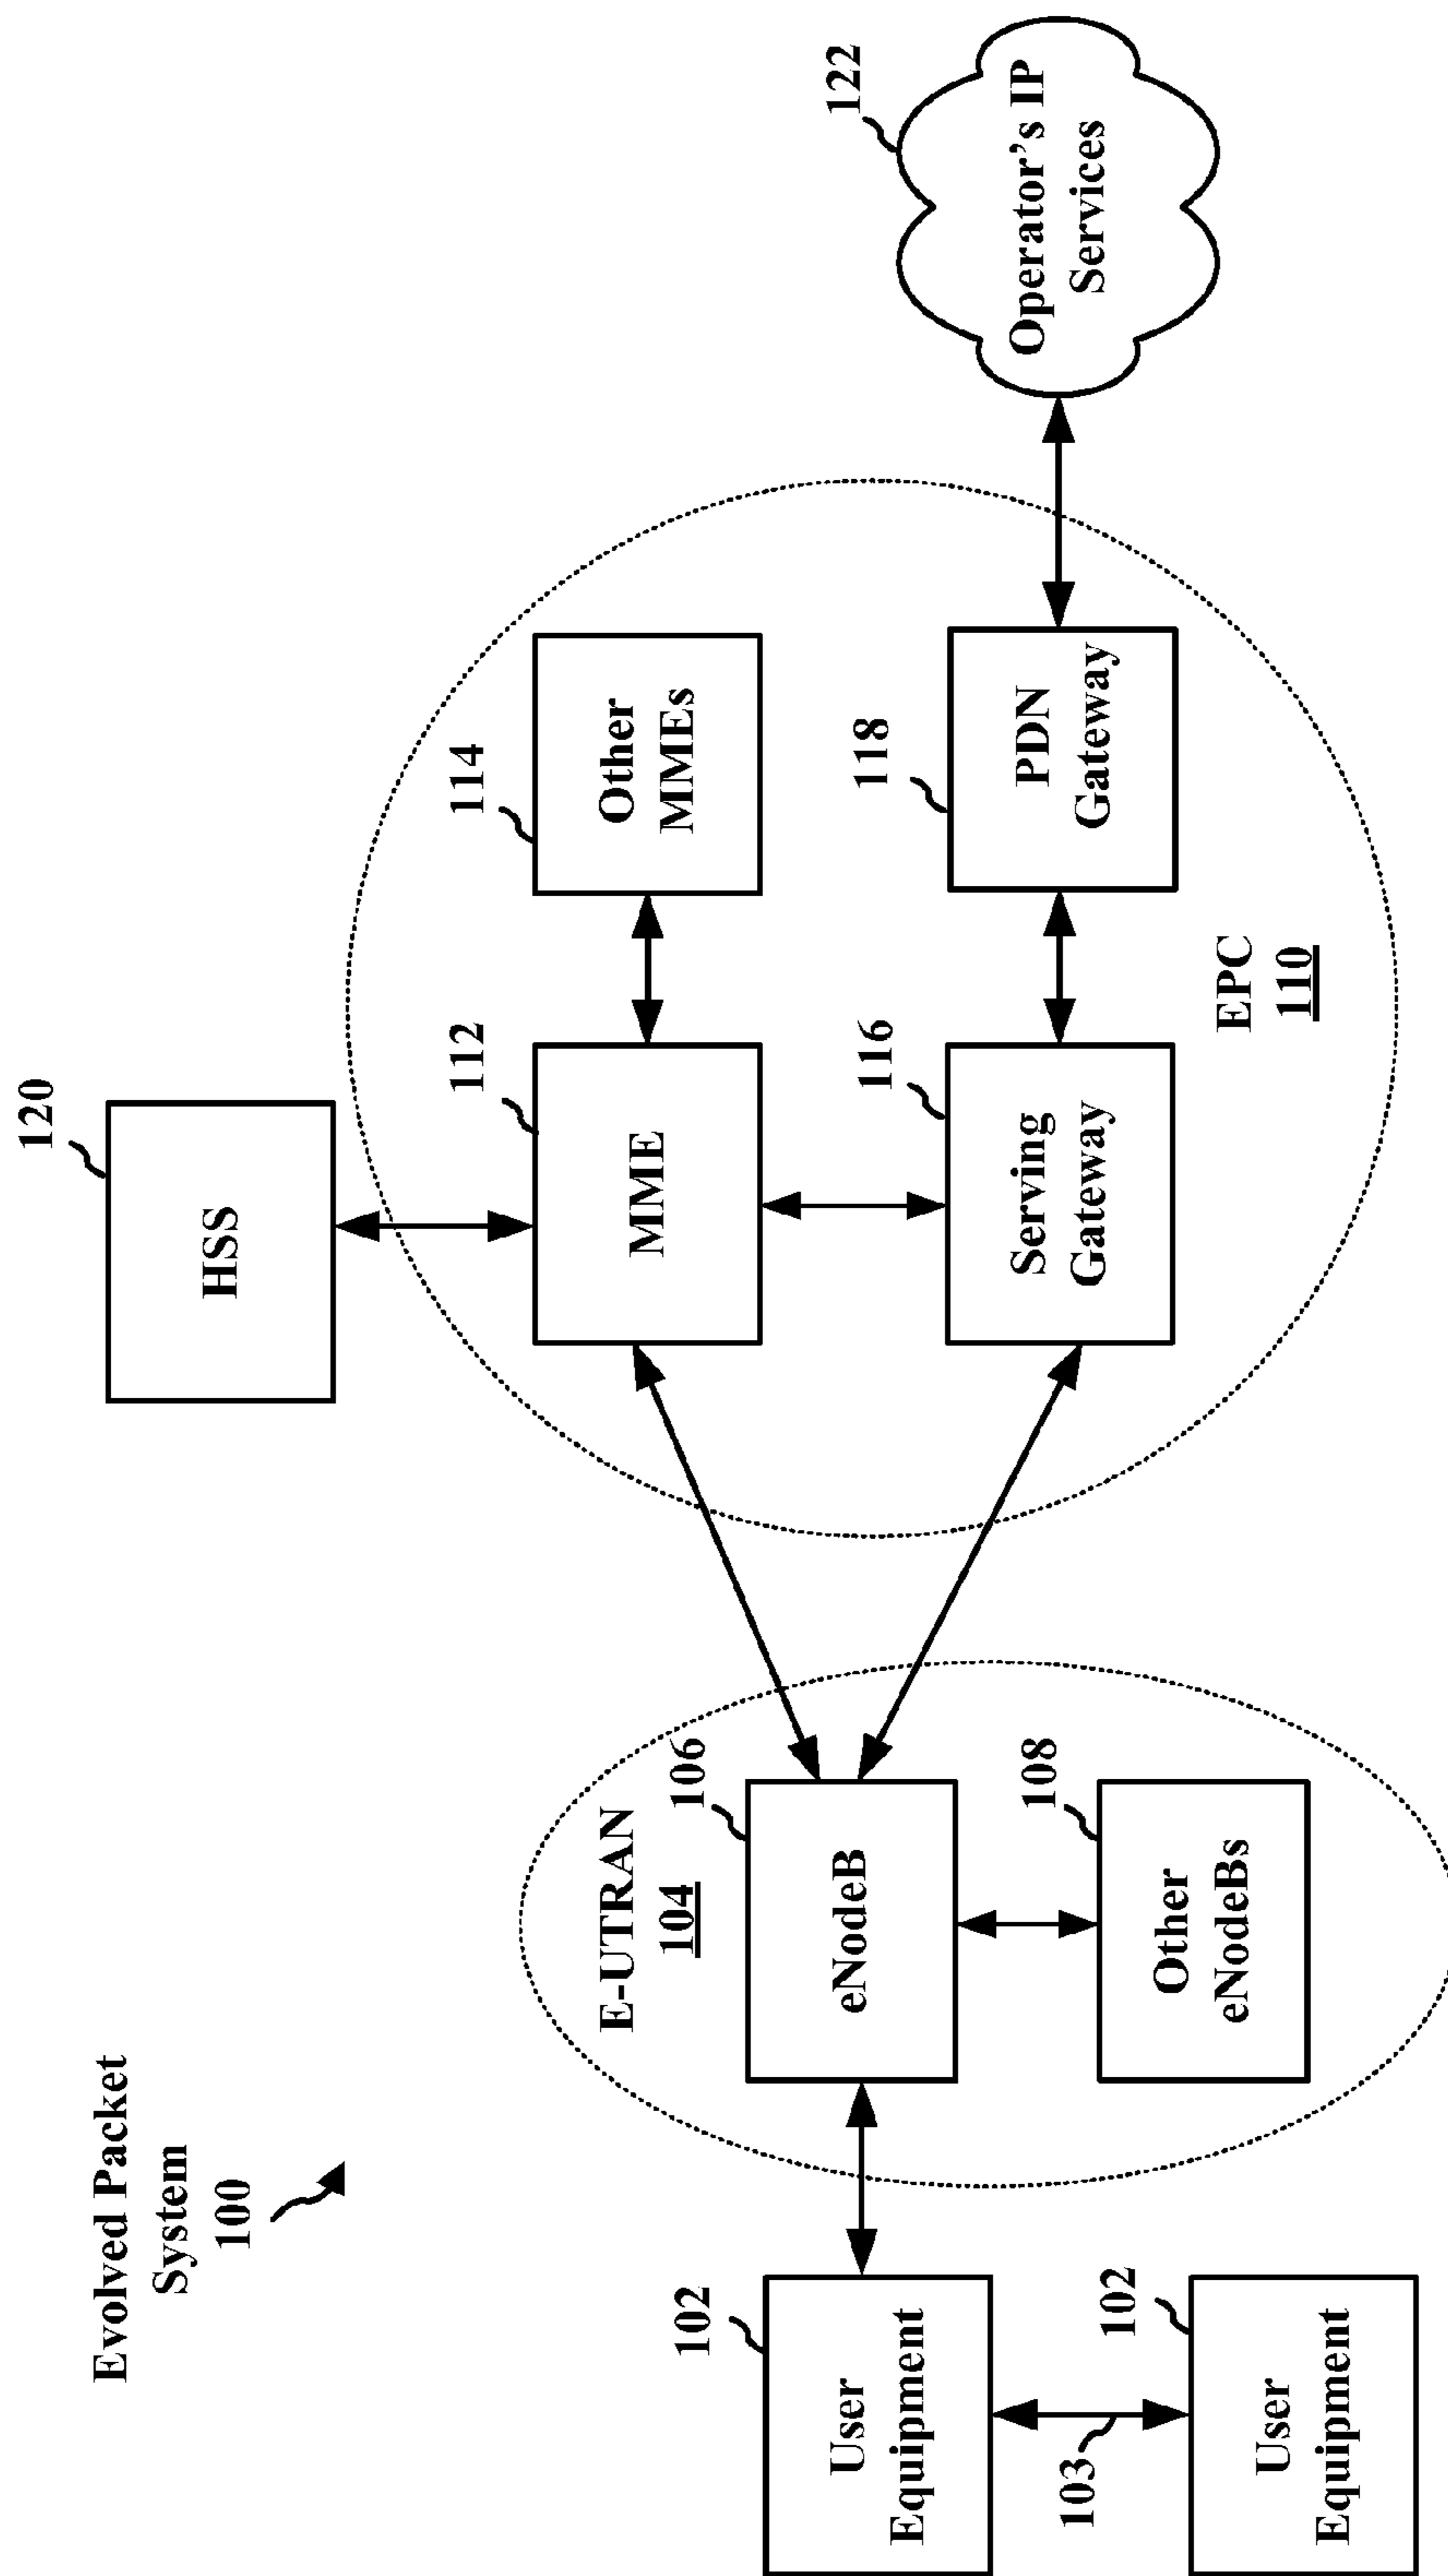 Evolved Packet
System
100
120
HSS
112
MME
114
Other
MMEs
116
Serving
Gateway
118
PDN
Gateway
EPC
110
122
Operator's IP
Services
E-UTRAN
104
106
eNodeB
108
Other
eNodeBs
102
User
Equipment
103
102
User
Equipment